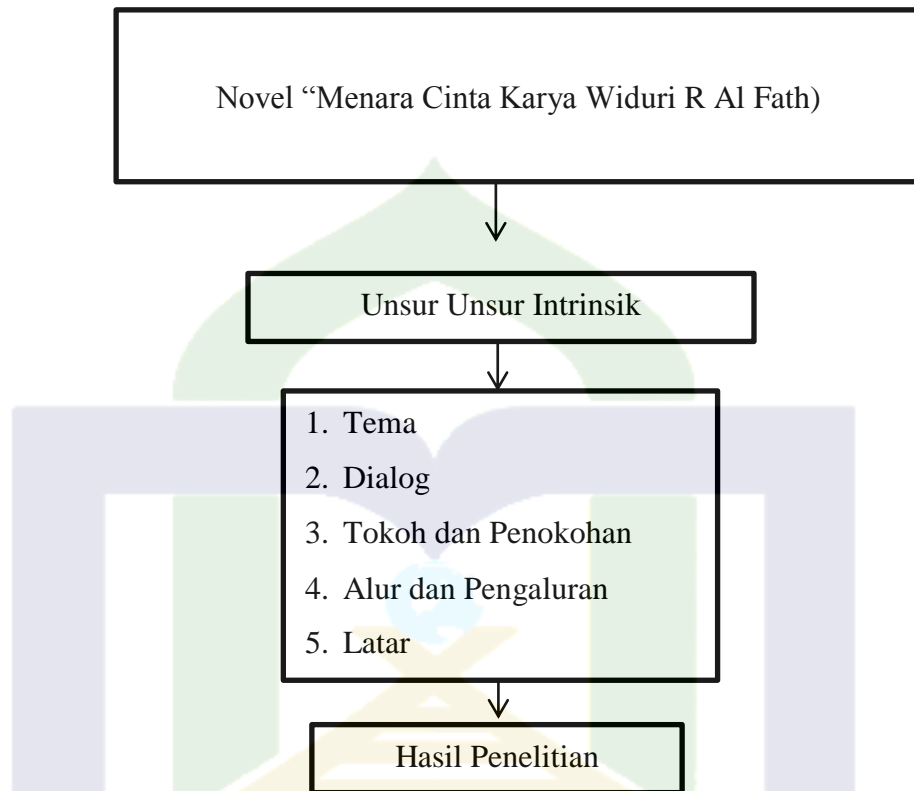 Novel “Menara Cinta Karya Widuri R Al Fath)
Unsur Unsur Intrinsik
1. Tema
2. Dialog
3. Tokoh dan Penokohan
4. Alur dan Pengaluran
5. Latar
Hasil Penelitian